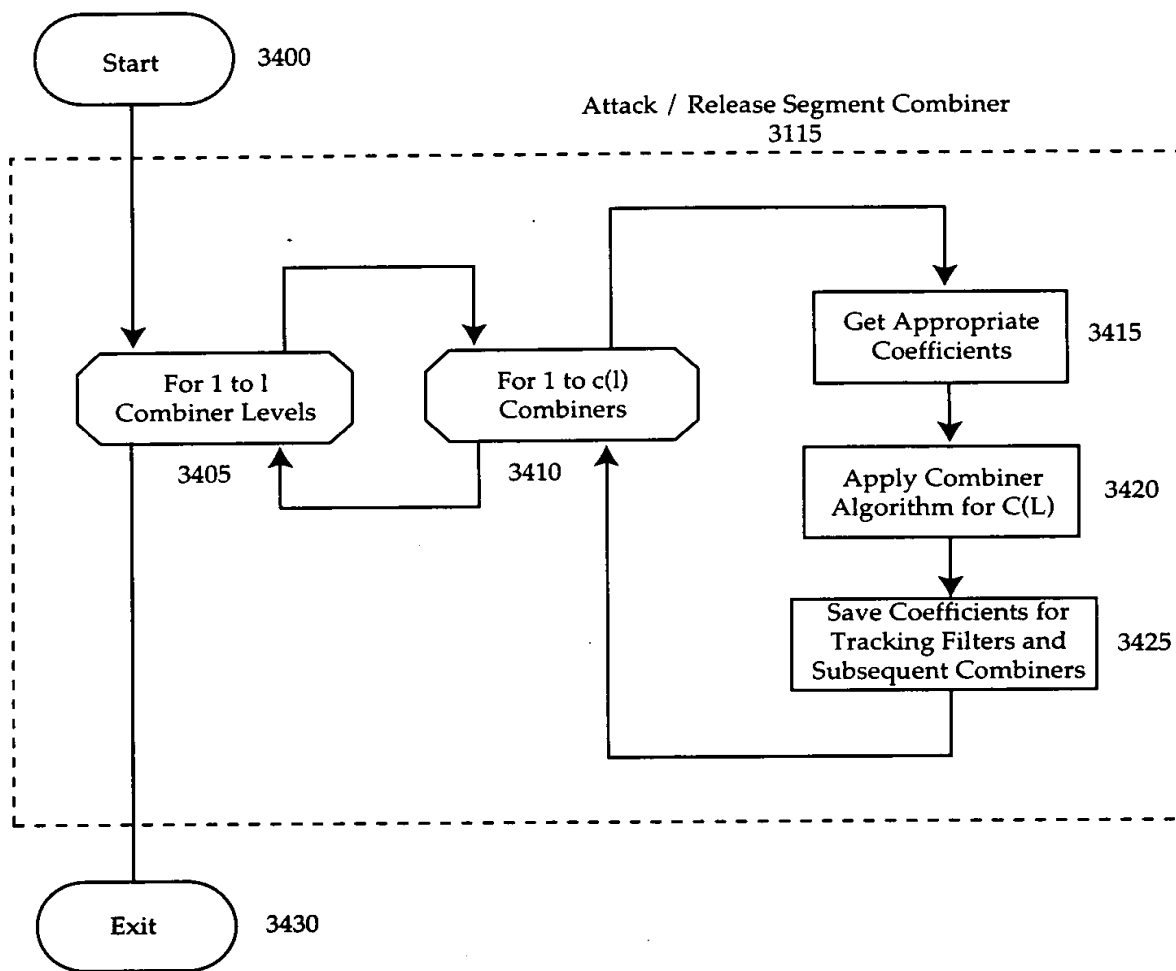 Start
3400
Attack / Release Segment Combiner
3115
For 1 to l
Combiner Levels
3405
For 1 to c(l)
Combiners
3410
Get Appropriate
Coefficients
3415
Apply Combiner
Algorithm for C(L)
3420
Save Coefficients for
Tracking Filters and
Subsequent Combiners
3425
Exit
3430